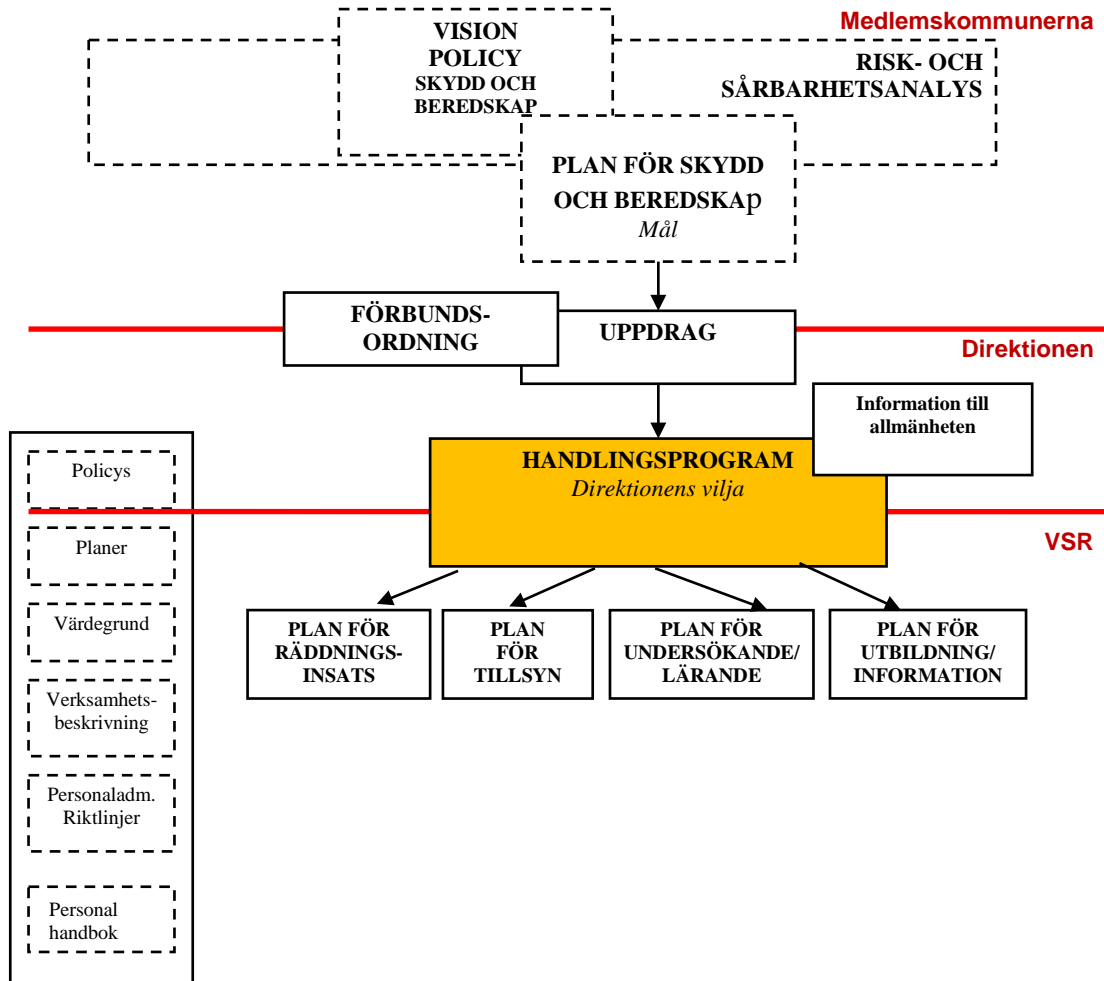 Medlemskommunerna
VISION
POLICY
SKYDD OCH
BEREDSKAP
RISK- OCH
SÅRBARHETSANALYS
PLAN FÖR SKYDD
OCH BEREDSKAp
Mål
FÖRBUNDS-
ORDNING
UPPDRAG
Direktionen
Information till
allmänheten
HANDLINGSPROGRAM
Direktionens vilja
VSR
Policys
Planer
Värdegrund
Verksamhets-
beskrivning
Personaladm.
Riktlinjer
Personal
handbok
PLAN FÖR
RÄDDNINGS-
INSATS
PLAN
FÖR
TILLSYN
PLAN FÖR
UNDERSÖKANDE/
LÄRANDE
PLAN FÖR
UTBILDNING/
INFORMATION